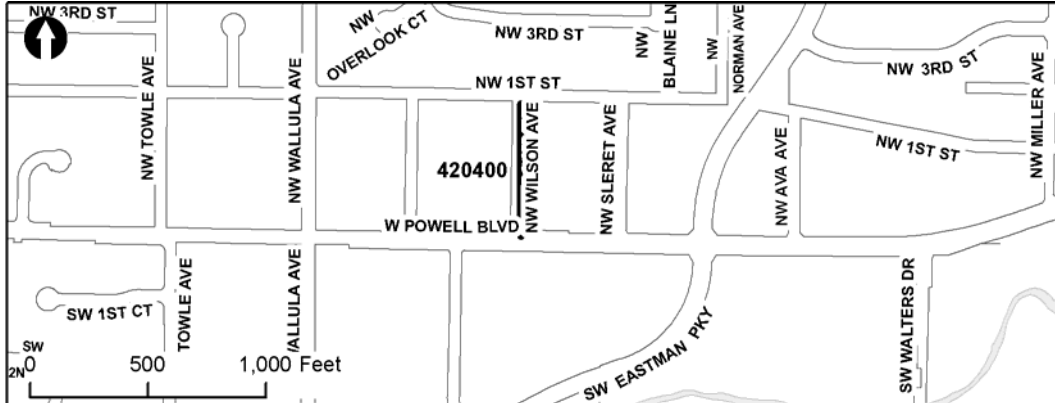 NW 3RD ST
NW
OVERLOOK CT
NW 3RD ST
NW
BLAINE LN
NW
NORMAN AVE
NW 3RD ST
NW MILLER AVE
NW TOWLE AVE
NW WALLULA AVE
NW 1ST ST
420400
NW WILSON AVE
NW SLERET AVE
NW AVA AVE
NW 1ST ST
W POWELL BLVD
TOWLE AVE
ALLULA AVE
SW 1ST CT
SW EASTMAN PKY
SW WALTERS DR
SW
2N
0 500 1,000 Feet